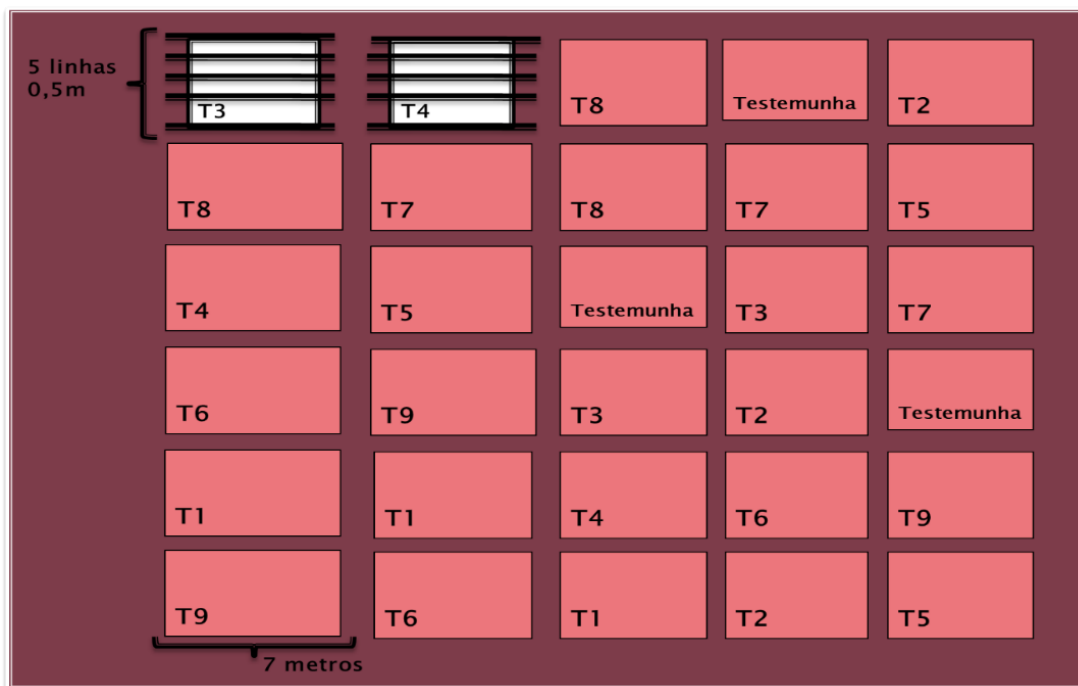 5 linhas
0,5m
T3
T4
T8
Testemunha
T2
T8
T7
T8
T7
T5
T4
T5
Testemunha
T3
T7
T6
T9
T3
T2
Testemunha
T1
T1
T4
T6
T9
T9
T6
T1
T2
T5
7 metros